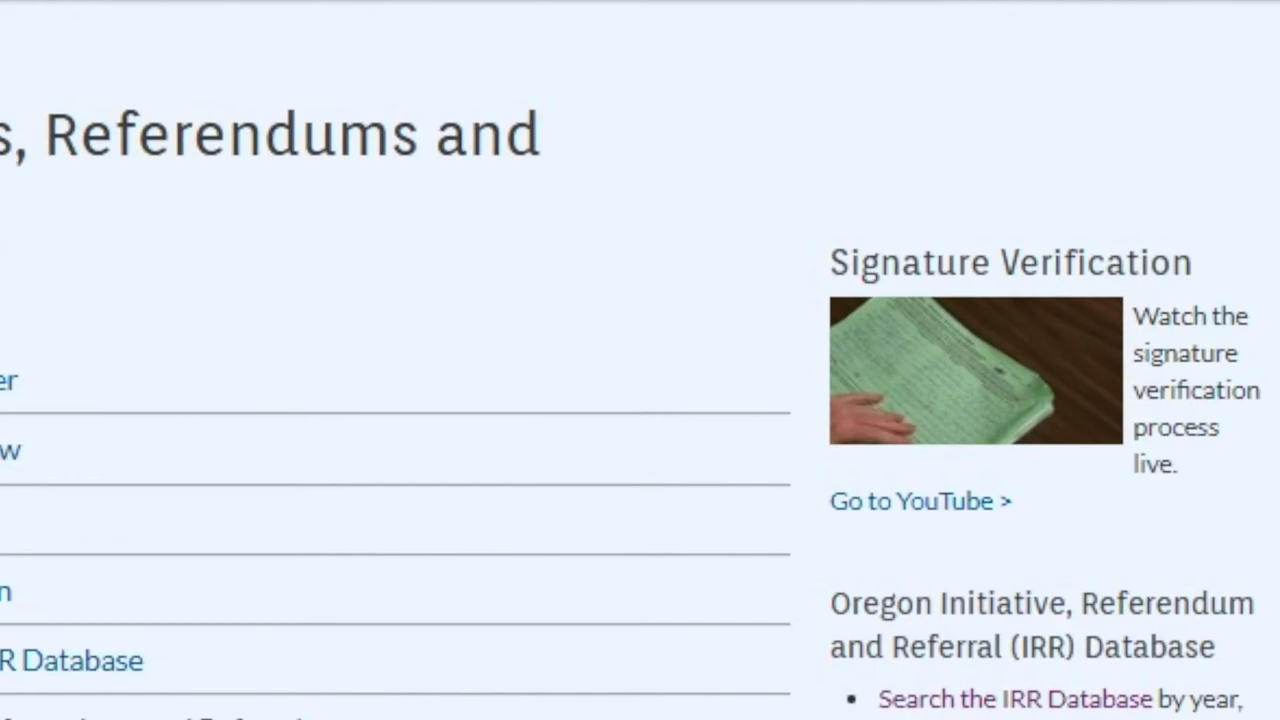 s, Referendums and
er
w
n
R Database
Signature Verification
Watch the
signature
verification
process
live.
Go to YouTube >
Oregon Initiative, Referendum
and Referral (IRR) Database
• Search the IRR Database by year,